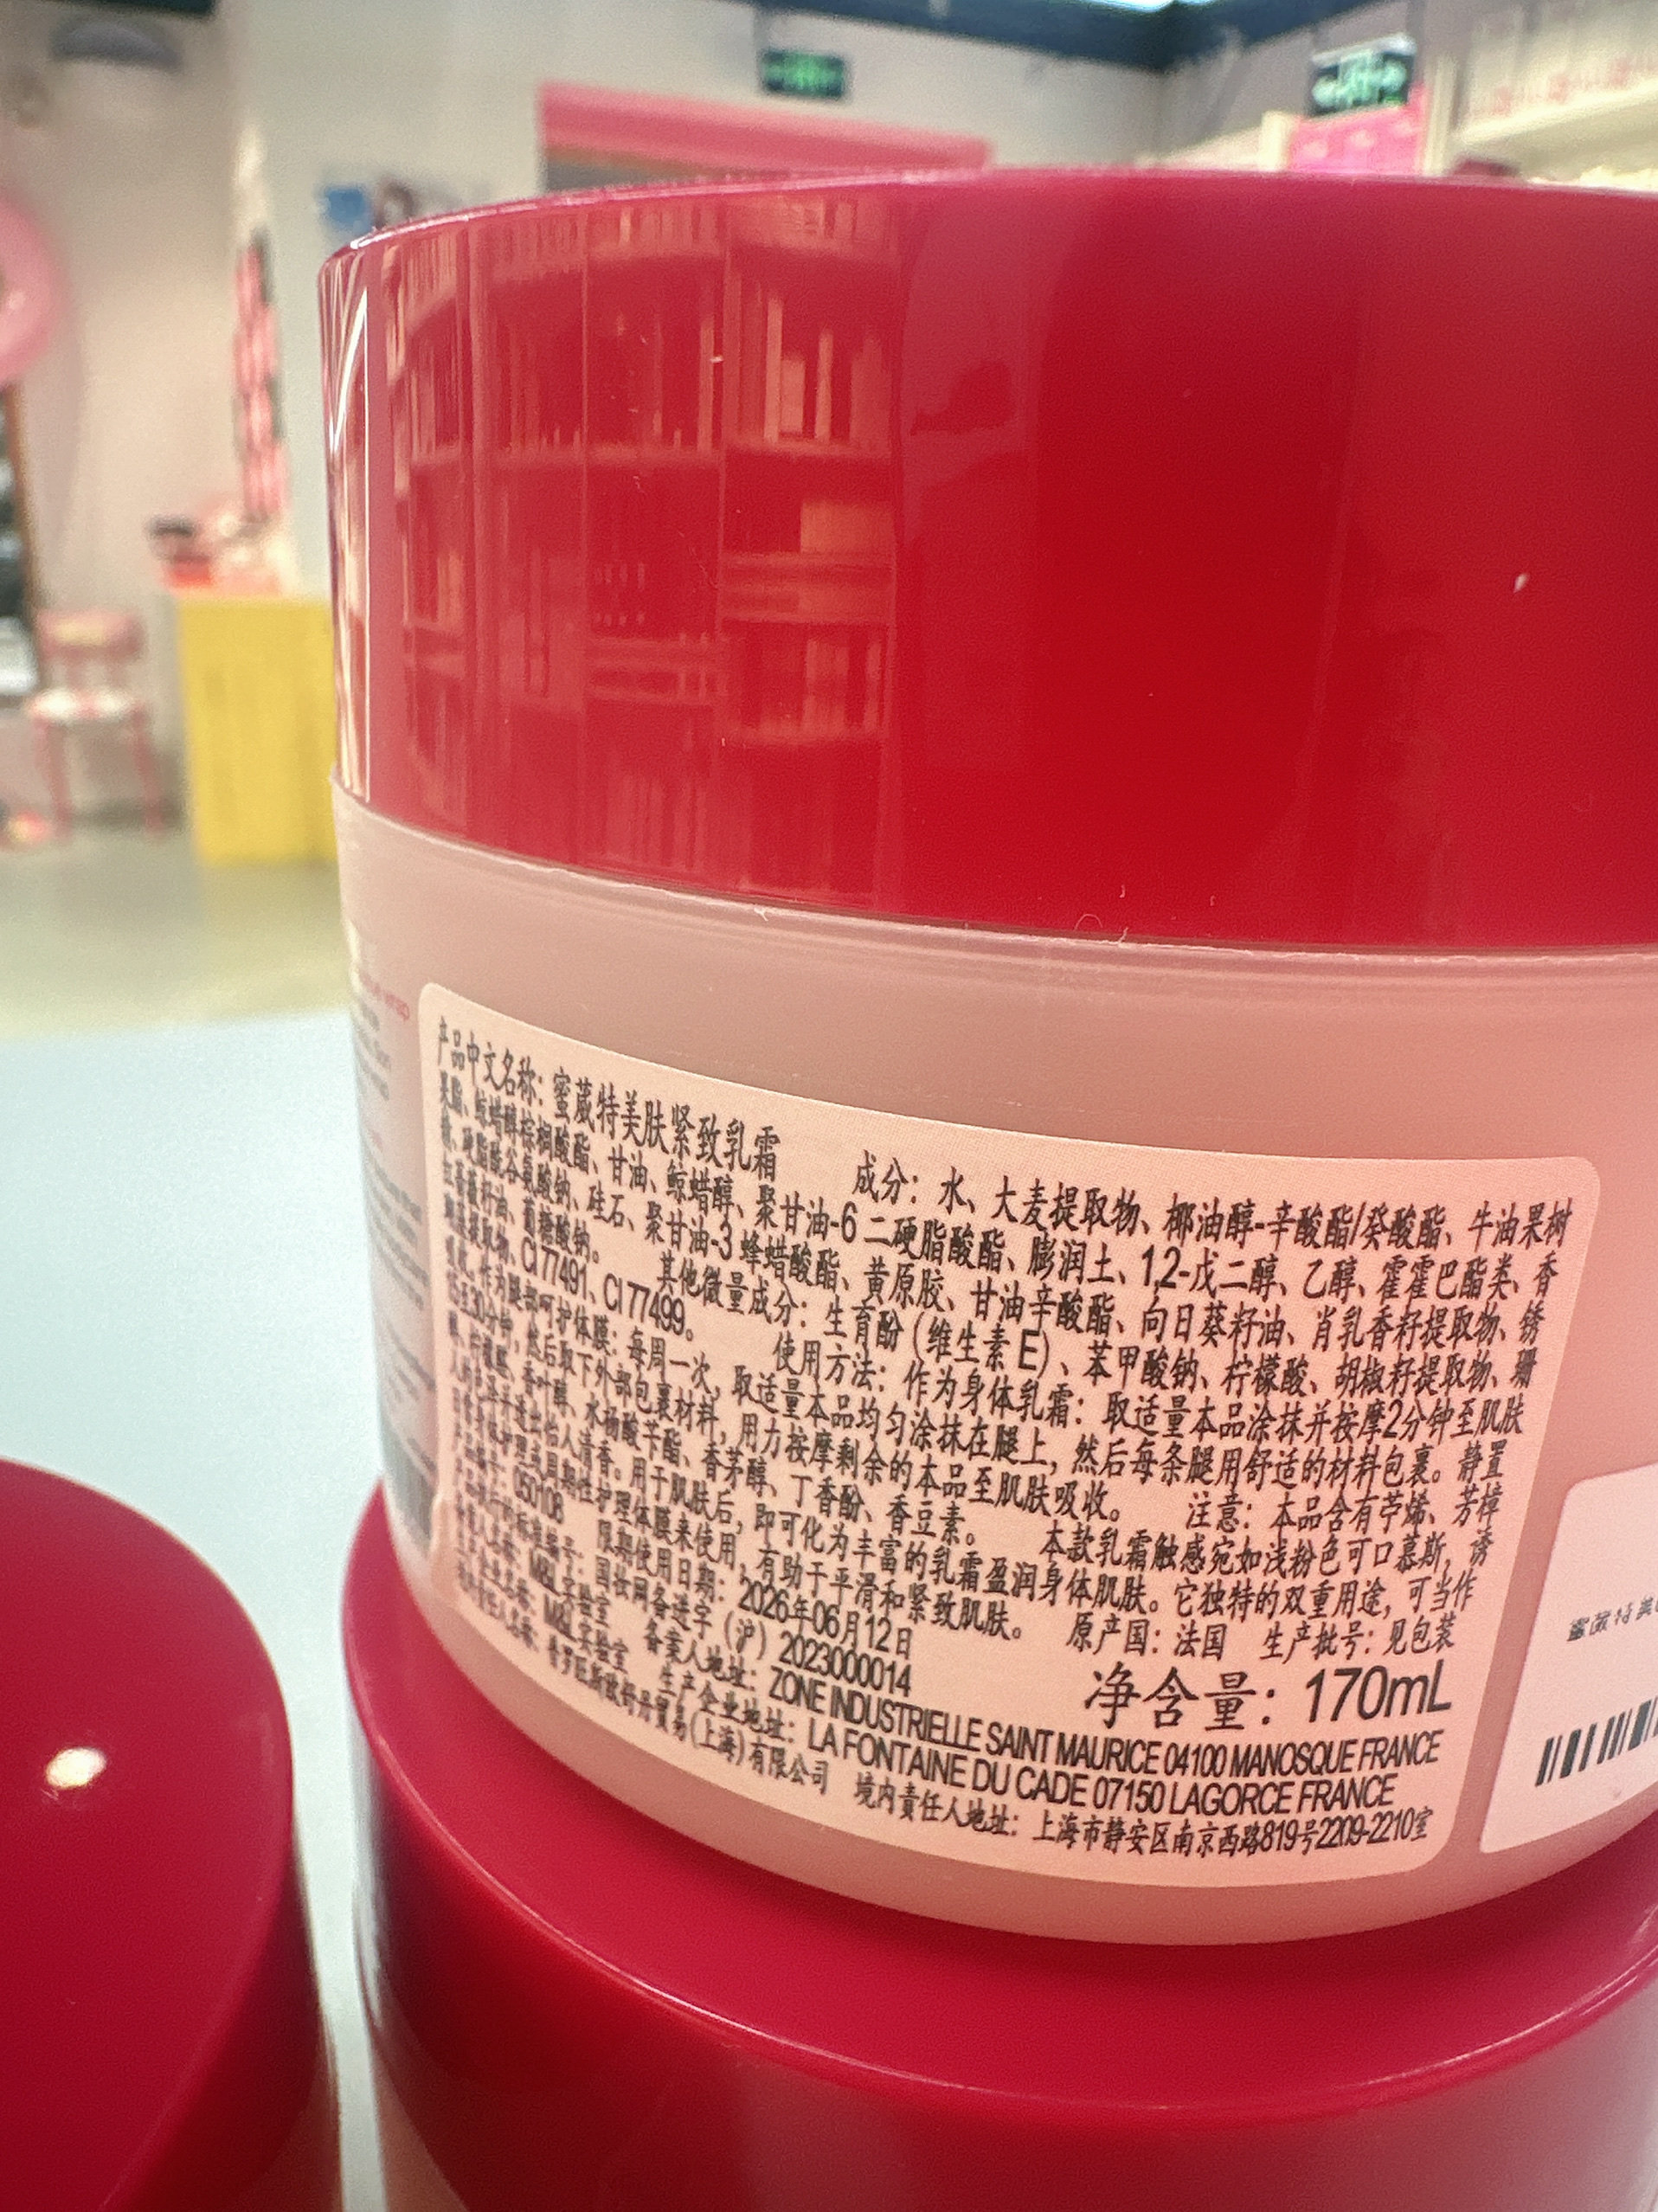 产品中文名称：蜜葳特美肤紧致乳霜 成分：水、大麦提取物、椰油醇-辛酸酯/癸酸酯、牛油果树
果脂、鲸蜡醇棕榈酸酯、甘油、鲸蜡醇、聚甘油-6 二硬脂酸酯、膨润土、1,2-戊二醇、乙醇、霍霍巴酯类、香
精、硬脂酰谷氨酸钠、硅石、聚甘油-3 蜂蜡酸酯、黄原胶、甘油辛酸酯、向日葵籽油、肖乳香籽提取物、锈
红蔷薇籽油、葡糖酸钠。 其他微量成分：生育酚（维生素 E）、苯甲酸钠、柠檬酸、胡椒籽提取物、珊
瑚藻提取物、CI 77491、CI 77499。 使用方法：作为身体乳霜：取适量本品涂抹并按摩2分钟至肌肤
吸收。作为腿部呵护体膜：每周一次，取适量本品均匀涂抹在腿上，然后每条腿用舒适的材料包裹。静置
15至30分钟，然后取下外部包裹材料，用力按摩剩余的本品至肌肤吸收。 注意：本品含有苧烯、芳樟
醇、柠檬醛、香叶醇、水杨酸苄酯、香茅醇、丁香酚、香豆素。 本款乳霜触感宛如浅粉色可口慕斯，诱
人的粉色 出怡人清香。用于肌肤后，即可化为丰富的乳霜盈润身体肌肤。它独特的双重用途，可当作
日常身体护理或周期性护理体膜来使用，有助于平滑和紧致肌肤。 原产国：法国 生产批号：见包装
产品编号：050108 限期使用日期：2026年06月12日
净含量：170mL
产品执行的标准编号：国妆网备进字（沪）2023000014
备案人名称：M&L实验室 备案人地址：ZONE INDUSTRIELLE SAINT MAURICE 04100 MANOSQUE FRANCE
生产企业名称：M&L实验室 生产企业地址：LA FONTAINE DU CADE 07150 LAGORCE FRANCE
境内责任人名称：普罗旺斯欧舒丹贸易(上海)有限公司 境内责任人地址：上海市静安区南京西路819号2209-2210室